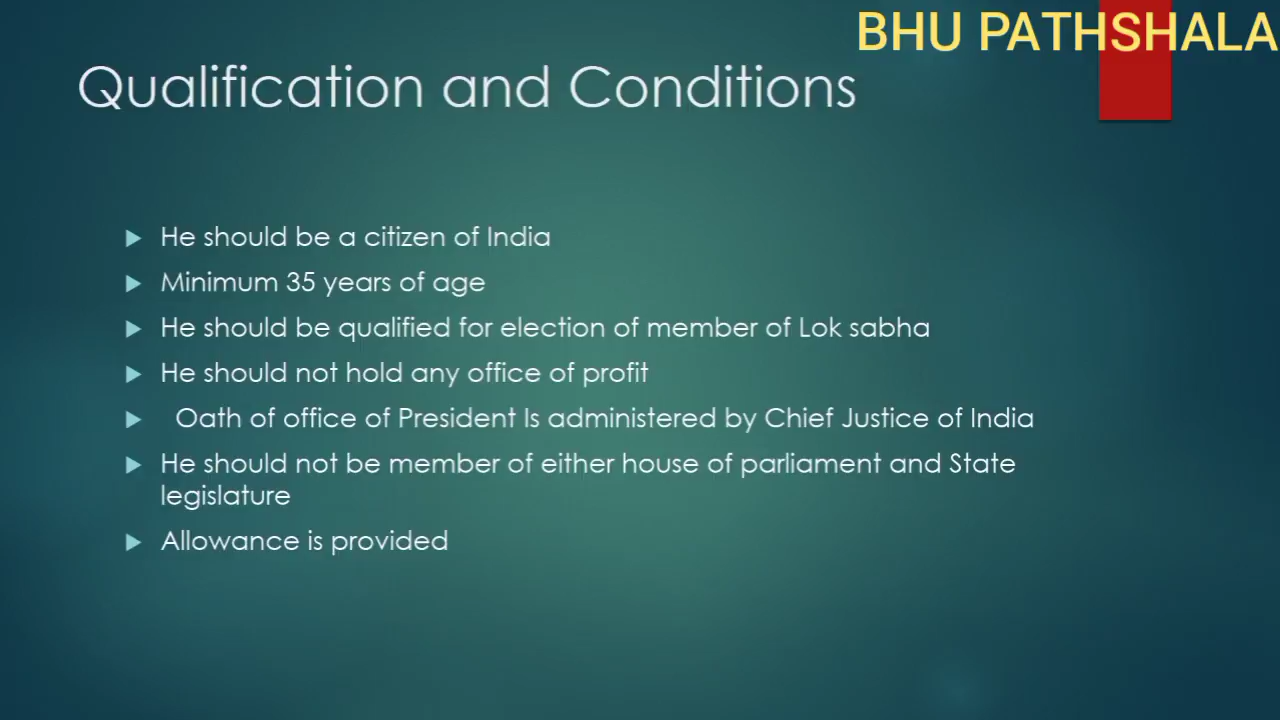 BHU PATHSHALA
Qualification and Conditions
He should be a citizen of India
Minimum 35 years of age
He should be qualified for election of member of Lok sabha
He should not hold any office of profit
Oath of office of President Is administered by Chief Justice of India
He should not be member of either house of parliament and State
legislature
Allowance is provided